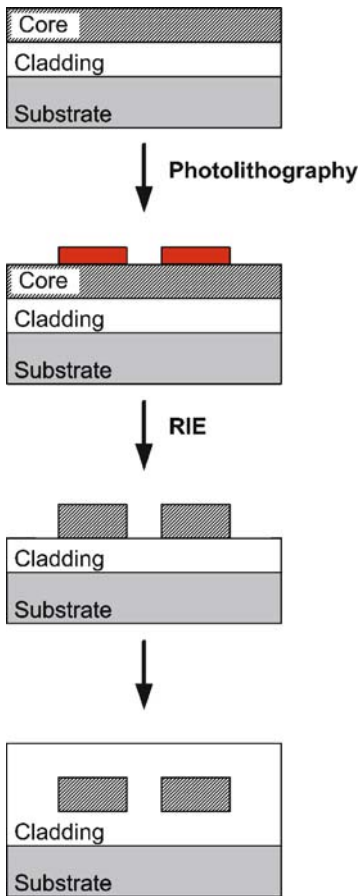 Core
Cladding
Substrate
Photolithography
Core
Cladding
Substrate
RIE
Cladding
Substrate
Cladding
Substrate